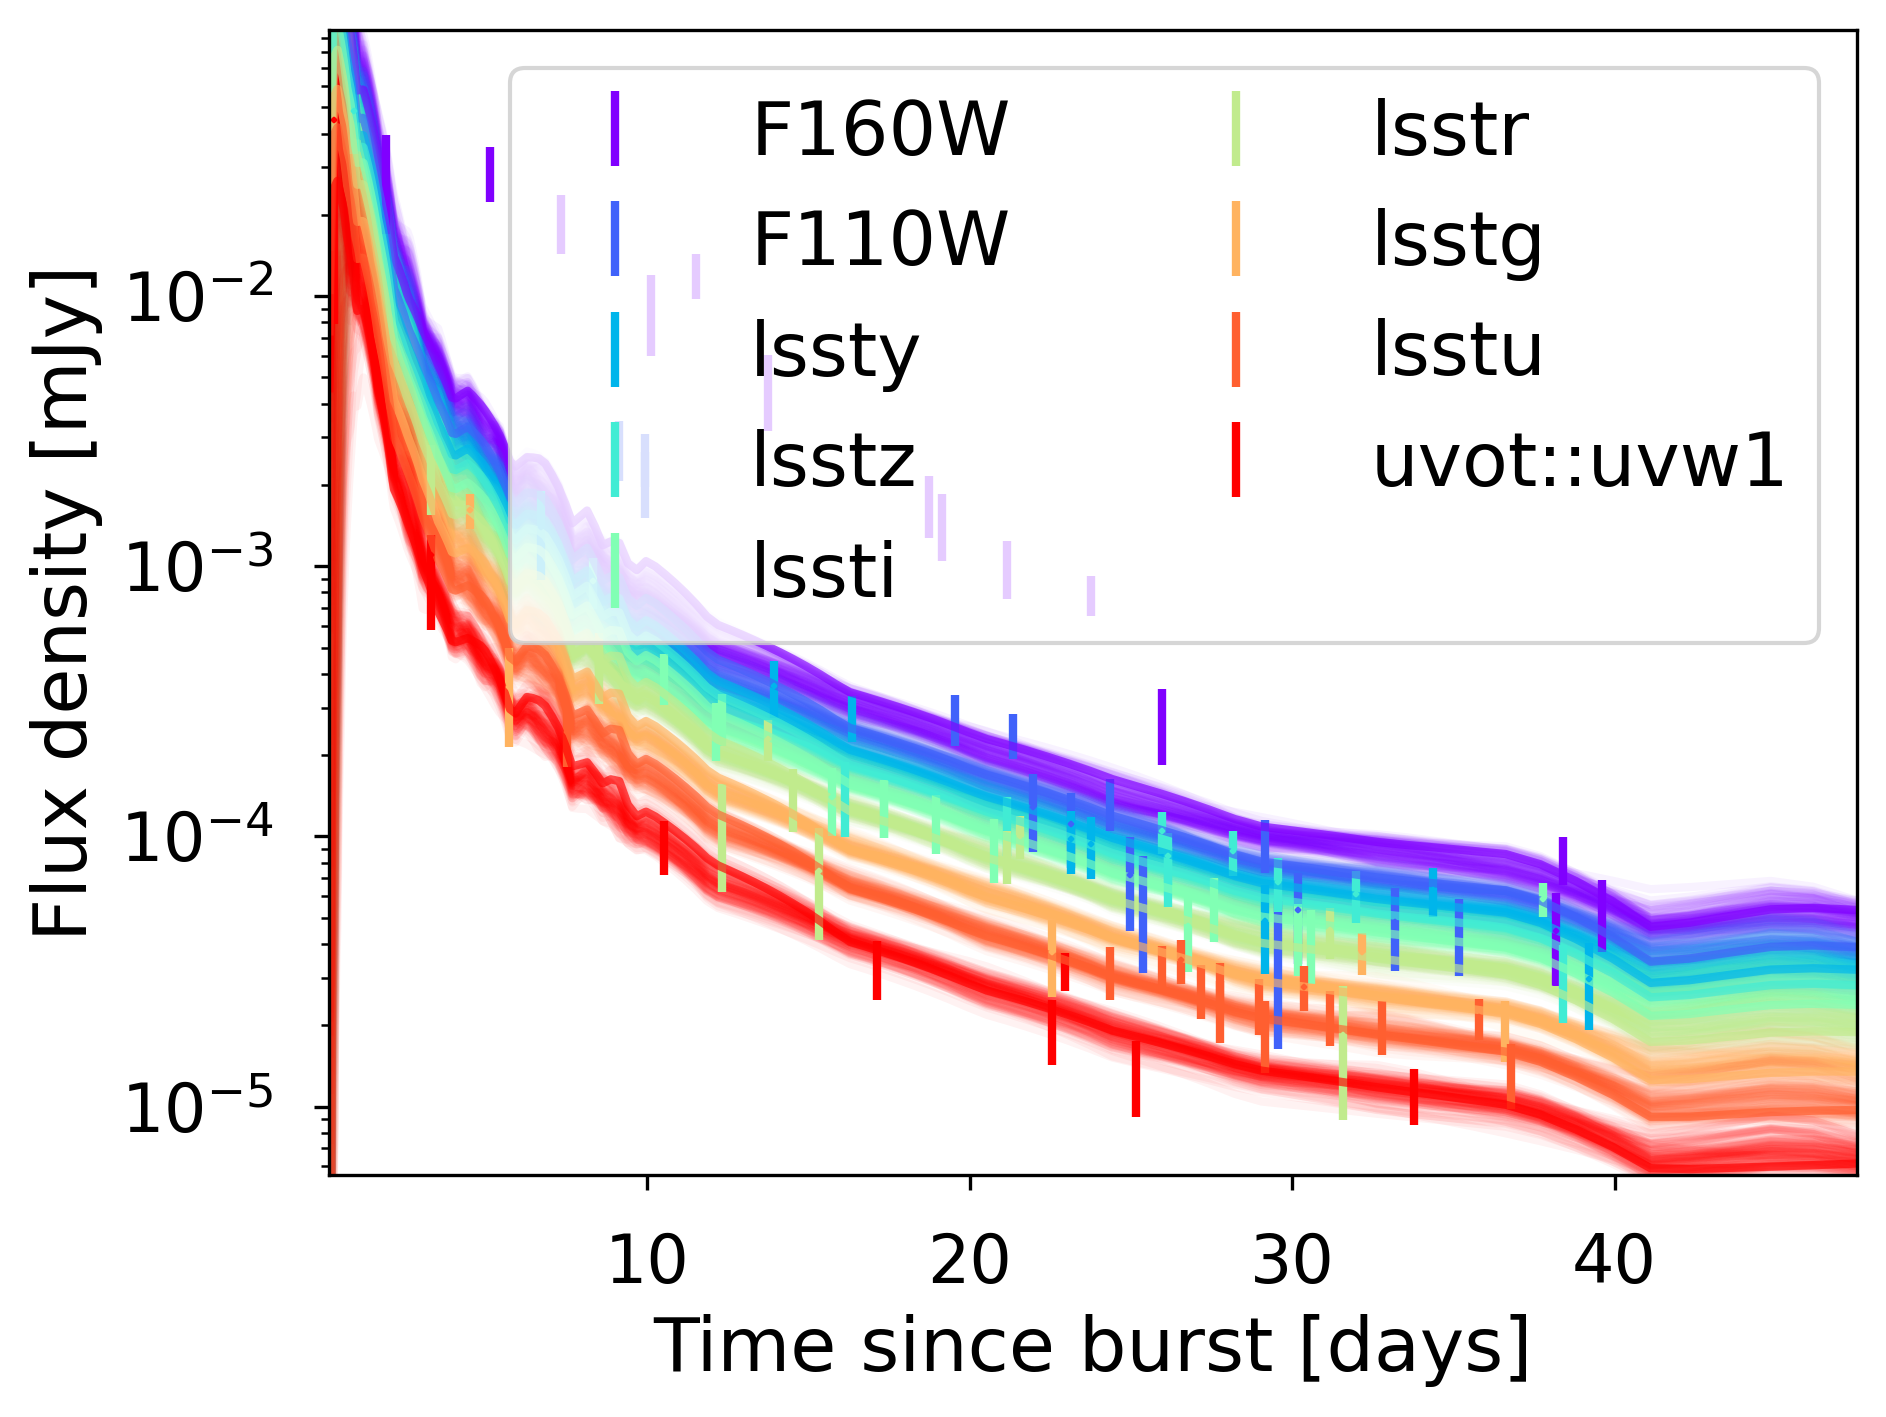 Flux density [mJy]
10⁻²
10⁻³
10⁻⁴
10⁻⁵
F160W
F110W
lssty
lsstz
lssti
lsstr
lsstg
lsstu
uvot::uvw1
10 20 30 40
Time since burst [days]